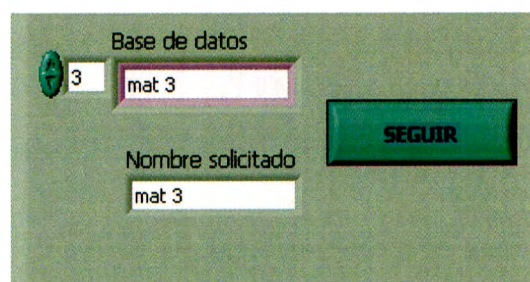 Base de datos
3
mat 3
SEGUIR
Nombre solicitado
mat 3